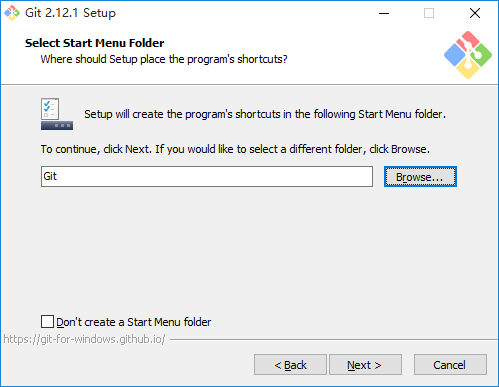 Git 2.12.1 Setup
Select Start Menu Folder
Where should Setup place the program's shortcuts?
Setup will create the program's shortcuts in the following Start Menu folder.
To continue, click Next. If you would like to select a different folder, click Browse.
Git
Browse...
Don't create a Start Menu folder
https://git-for-windows.github.io/
< Back
Next >
Cancel